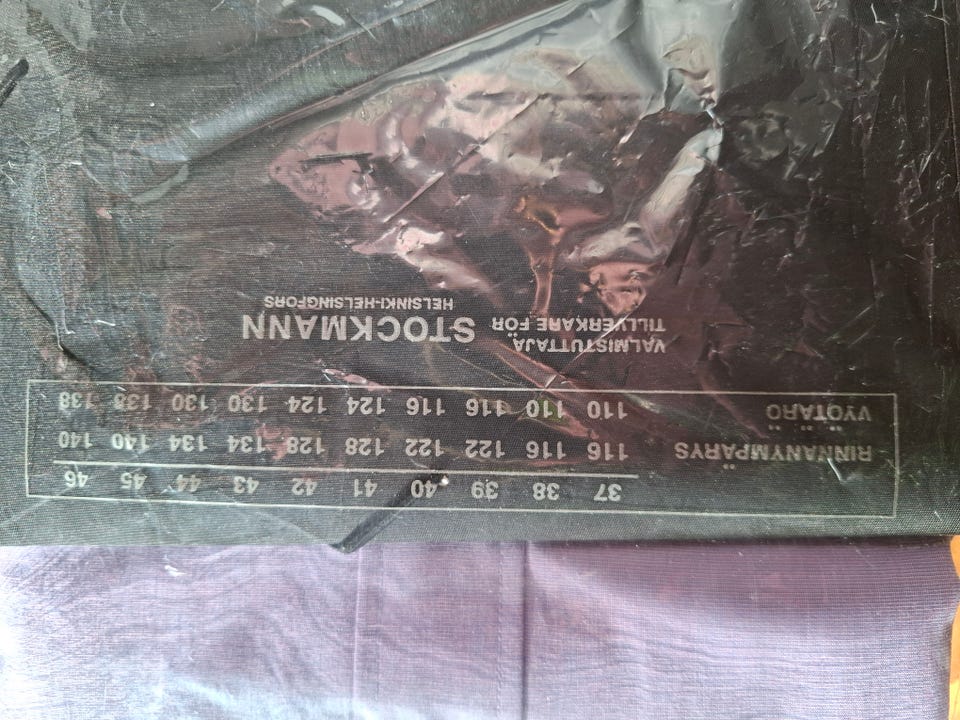 37 38 39 40 41 42 43 44 45 46
RINNANYMPÄRYS 116 116 122 122 128 128 134 134 140 140
VYÖTÄRÖ 110 110 116 116 124 124 130 130 138 138
VALMISTUTTAJA
TILLVERKARE FÖR
STOCKMANN
HELSINKI-HELSINGFORS